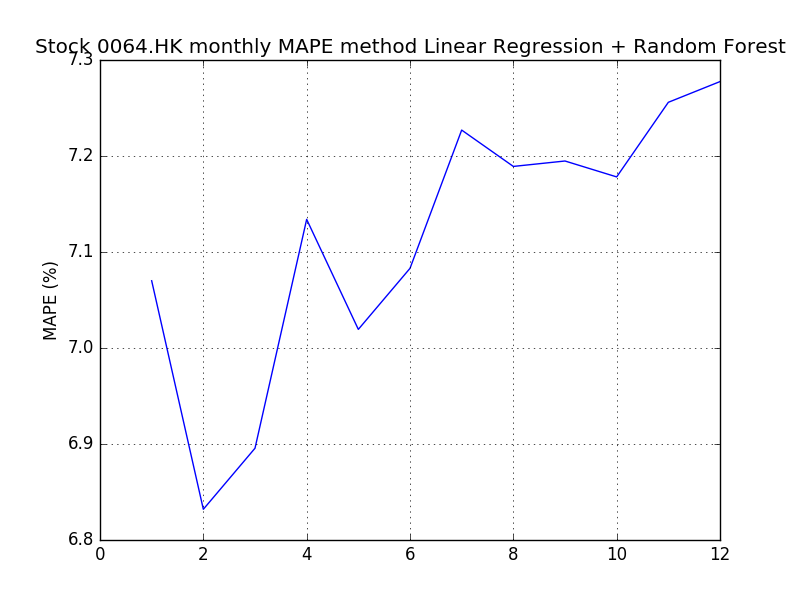 Stock 0064.HK monthly MAPE method Linear Regression + Random Forest
7.3
7.2
7.1
7.0
6.9
6.8
MAPE (%)
0 2 4 6 8 10 12